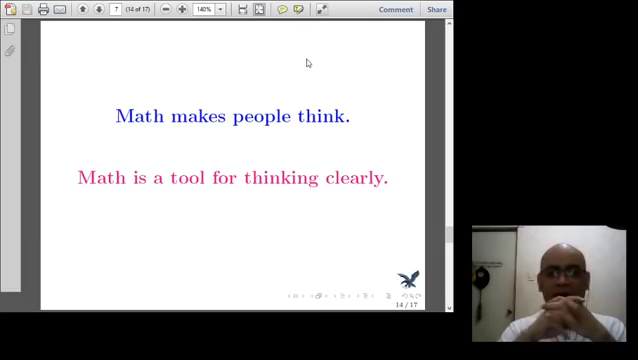 7 (14 of 17) 140% Comment Share
Math makes people think.
Math is a tool for thinking clearly.
14 / 17